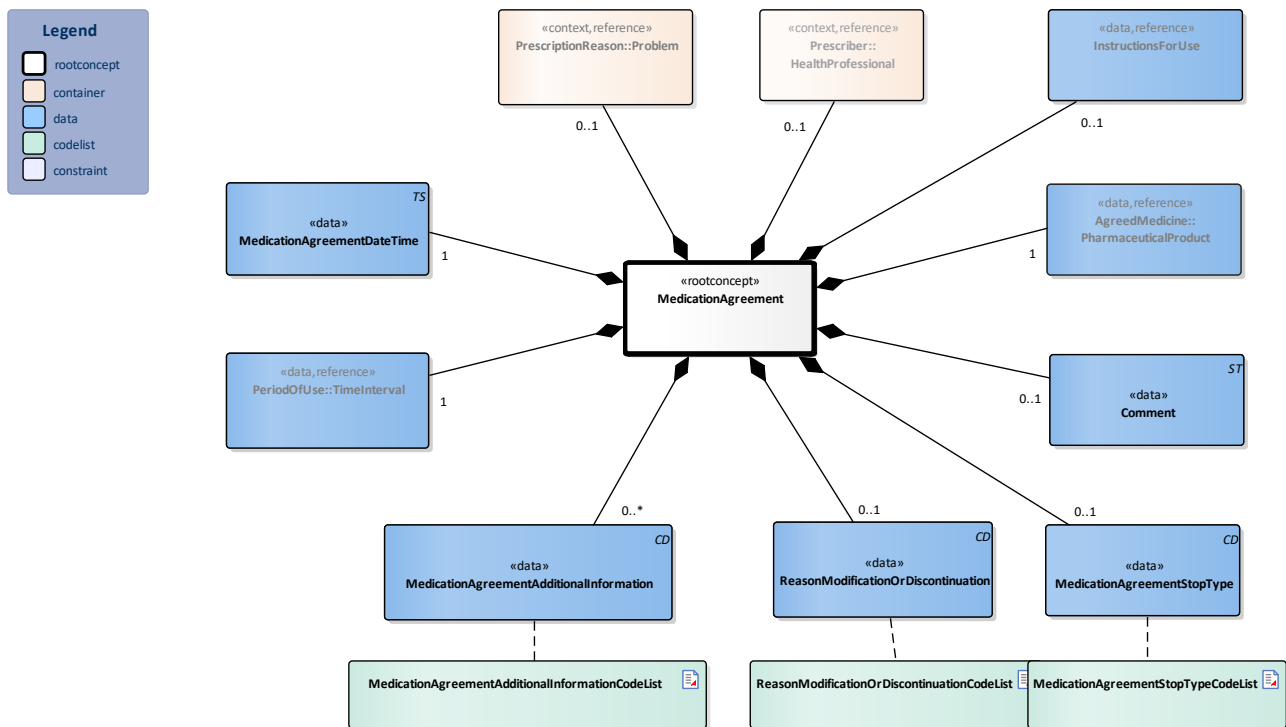 Legend
rootconcept
container
data
codelist
constraint
«context,reference»
PrescriptionReason::Problem
0..1
«context,reference»
Prescriber::
HealthProfessional
0..1
«data,reference»
InstructionsForUse
0..1
TS
«data»
MedicationAgreementDateTime
1
«data,reference»
AgreedMedicine::
PharmaceuticalProduct
1
«rootconcept»
MedicationAgreement
«data,reference»
PeriodOfUse::TimeInterval
1
ST
«data»
Comment
0..1
0..*
CD
«data»
MedicationAgreementAdditionalInformation
0..1
CD
«data»
ReasonModificationOrDiscontinuation
0..1
CD
«data»
MedicationAgreementStopType
MedicationAgreementAdditionalInformationCodeList
ReasonModificationOrDiscontinuationCodeList
MedicationAgreementStopTypeCodeList